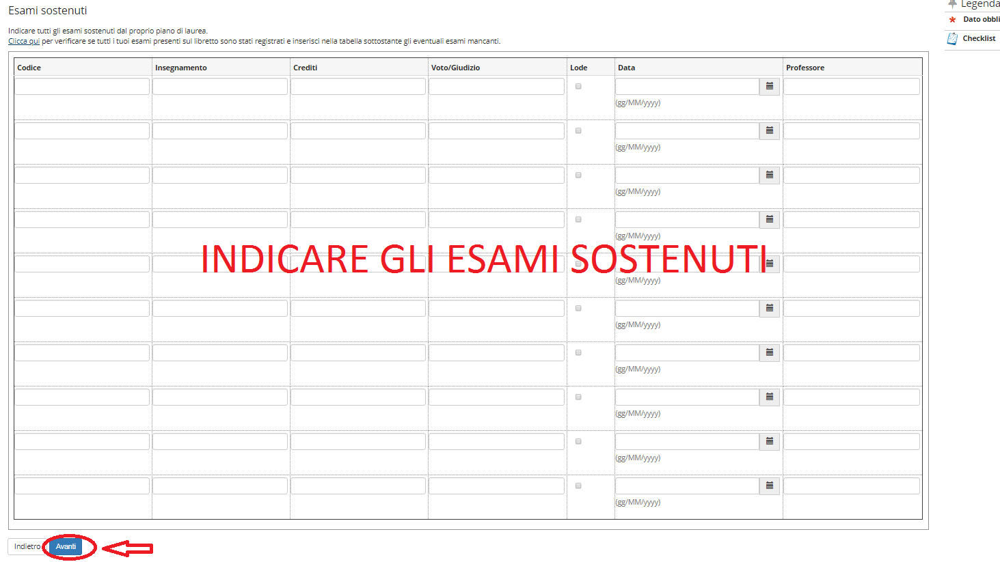 Esami sostenuti
Legenda
Dato obbli
Checklist
Indicare tutti gli esami sostenuti dal proprio piano di laurea.
Clicca qui per verificare se tutti i tuoi esami presenti sul libretto sono stati registrati e inserisci nella tabella sottostante gli eventuali esami mancanti.
Codice Insegnamento Crediti Voto/Giudizio Lode Data Professore
(gg/MM/yyyy)
(gg/MM/yyyy)
(gg/MM/yyyy)
(gg/MM/yyyy)
INDICARE GLI ESAMI SOSTENUTI
(gg/MM/yyyy)
(gg/MM/yyyy)
(gg/MM/yyyy)
(gg/MM/yyyy)
(gg/MM/yyyy)
(gg/MM/yyyy)
Indietro Avanti